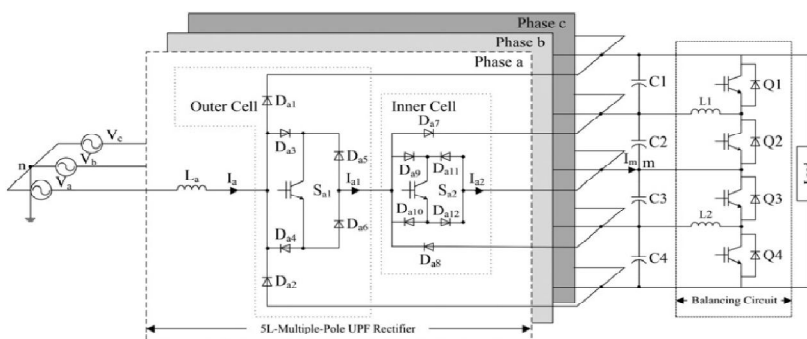 Phase c
Phase b
Phase a
Outer Cell
Inner Cell
D_a1
D_a7
D_a3
D_a5
D_a9
D_a11
S_a1
I_a1
S_a2
I_a2
D_a10
D_a12
D_a4
D_a6
D_a8
D_a2
V_c
n
V_b
V_a
L_a
I_a
C1
C2
I_m m
C3
C4
L1
L2
Q1
Q2
Q3
Q4
Balancing Circuit
5L-Multiple-Pole UPF Rectifier